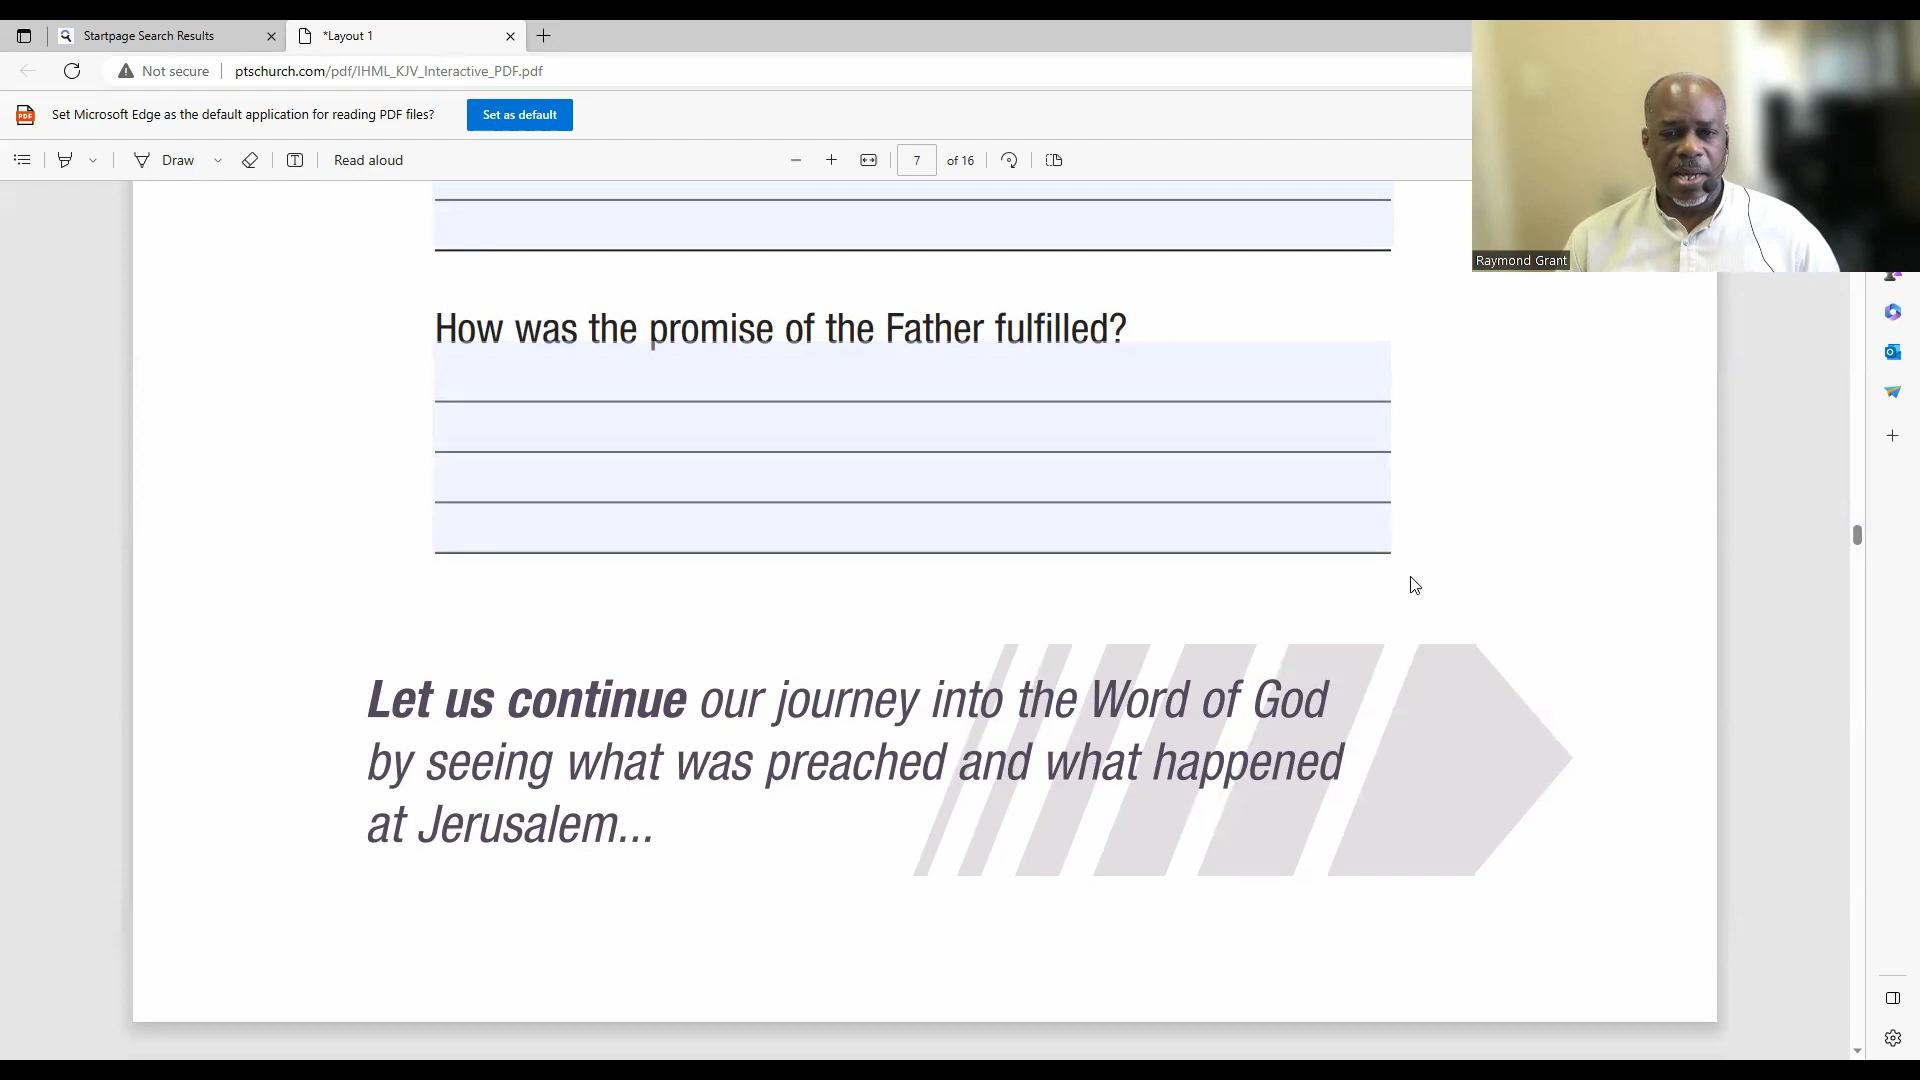 Startpage Search Results
*Layout 1
Not secure
ptschurch.com/pdf/IHML_KJV_Interactive_PDF.pdf
PDF
Set Microsoft Edge as the default application for reading PDF files?
Set as default
Draw
Read aloud
7
of 16
Raymond Grant
How was the promise of the Father fulfilled?
Let us continue our journey into the Word of God
by seeing what was preached and what happened
at Jerusalem...